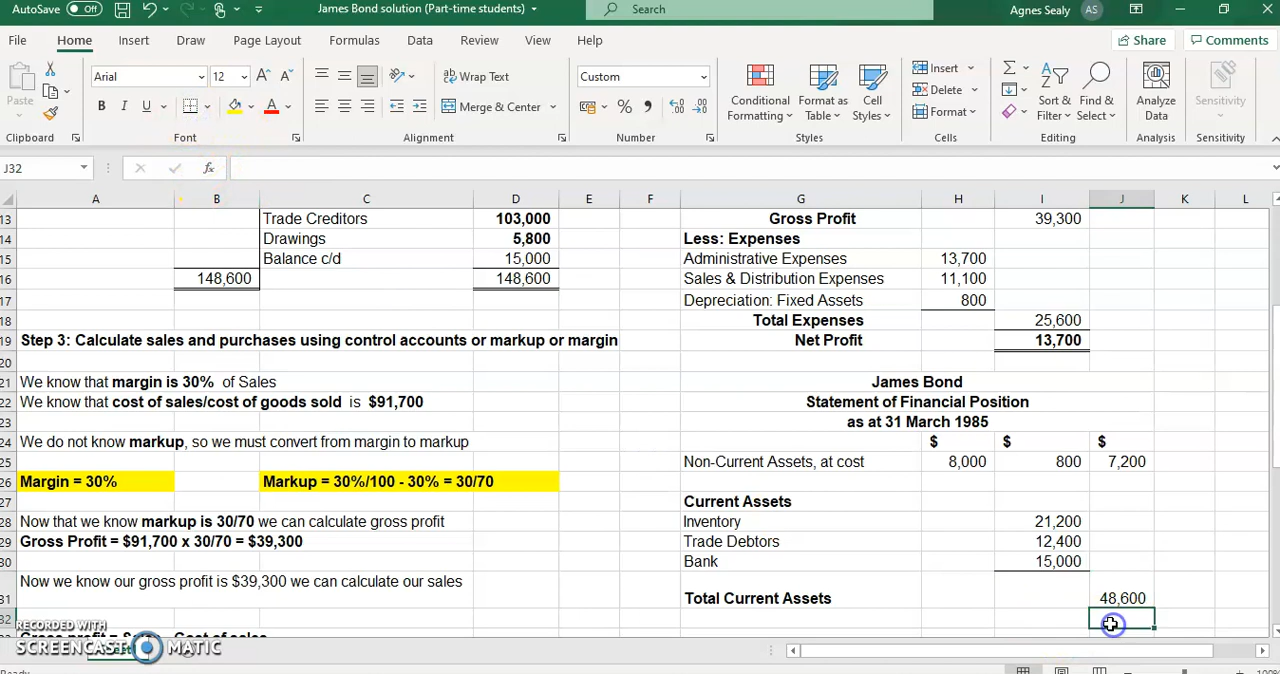 AutoSave Off James Bond solution (Part-time students) Search Agnes Sealy AS
File Home Insert Draw Page Layout Formulas Data Review View Help Share Comments
Paste Arial 12 Wrap Text Custom Conditional Formatting Format as Table Cell Styles Insert Sort & Filter Find & Select Analyze Data Sensitivity
B I U A Merge & Center % Delete
Format
Clipboard Font Alignment Number Styles Cells Editing Analysis Sensitivity
J32 fx
A B C D E F G H I J K L
13 Trade Creditors 103,000 Gross Profit 39,300
14 Drawings 5,800 Less: Expenses
15 Balance c/d 15,000 Administrative Expenses 13,700
16 148,600 148,600 Sales & Distribution Expenses 11,100
17 Depreciation: Fixed Assets 800
18 Total Expenses 25,600
19 Step 3: Calculate sales and purchases using control accounts or markup or margin Net Profit 13,700
20
21 We know that margin is 30% of Sales James Bond
22 We know that cost of sales/cost of goods sold is $91,700 Statement of Financial Position
23 as at 31 March 1985
24 We do not know markup, so we must convert from margin to markup $ $ $
25 Non-Current Assets, at cost 8,000 800 7,200
26 Margin = 30% Markup = 30%/100 - 30% = 30/70
27 Current Assets
28 Now that we know markup is 30/70 we can calculate gross profit Inventory 21,200
29 Gross Profit = $91,700 x 30/70 = $39,300 Trade Debtors 12,400
30 Bank 15,000
Now we know our gross profit is $39,300 we can calculate our sales
31 Total Current Assets 48,600
32
RECORDED WITH
SCREENCAST MATIC
100%